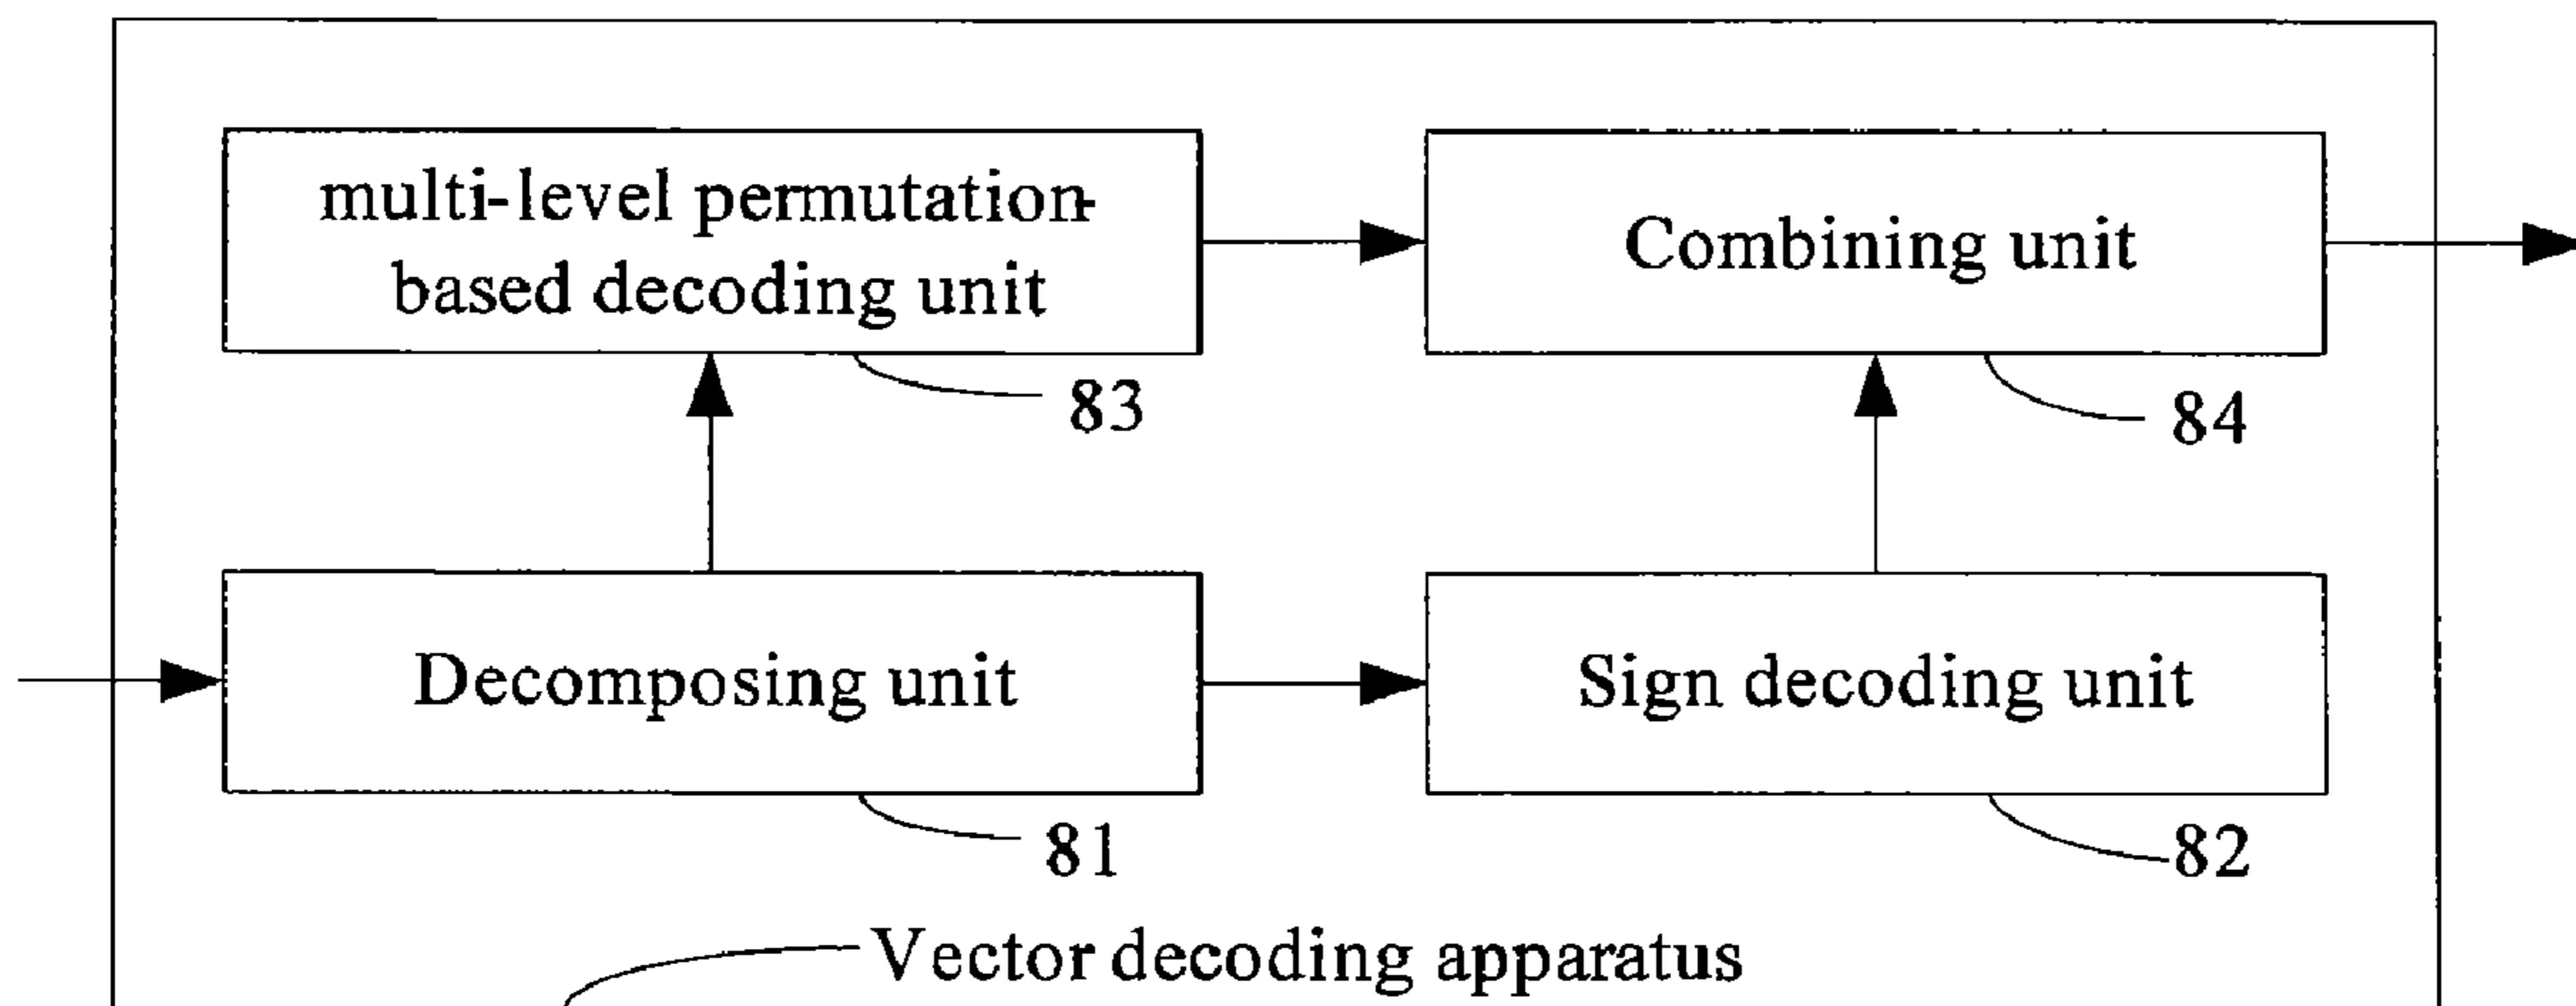 multi-level permutation-
based decoding unit
Combining unit
83
84
Decomposing unit
Sign decoding unit
81
82
Vector decoding apparatus